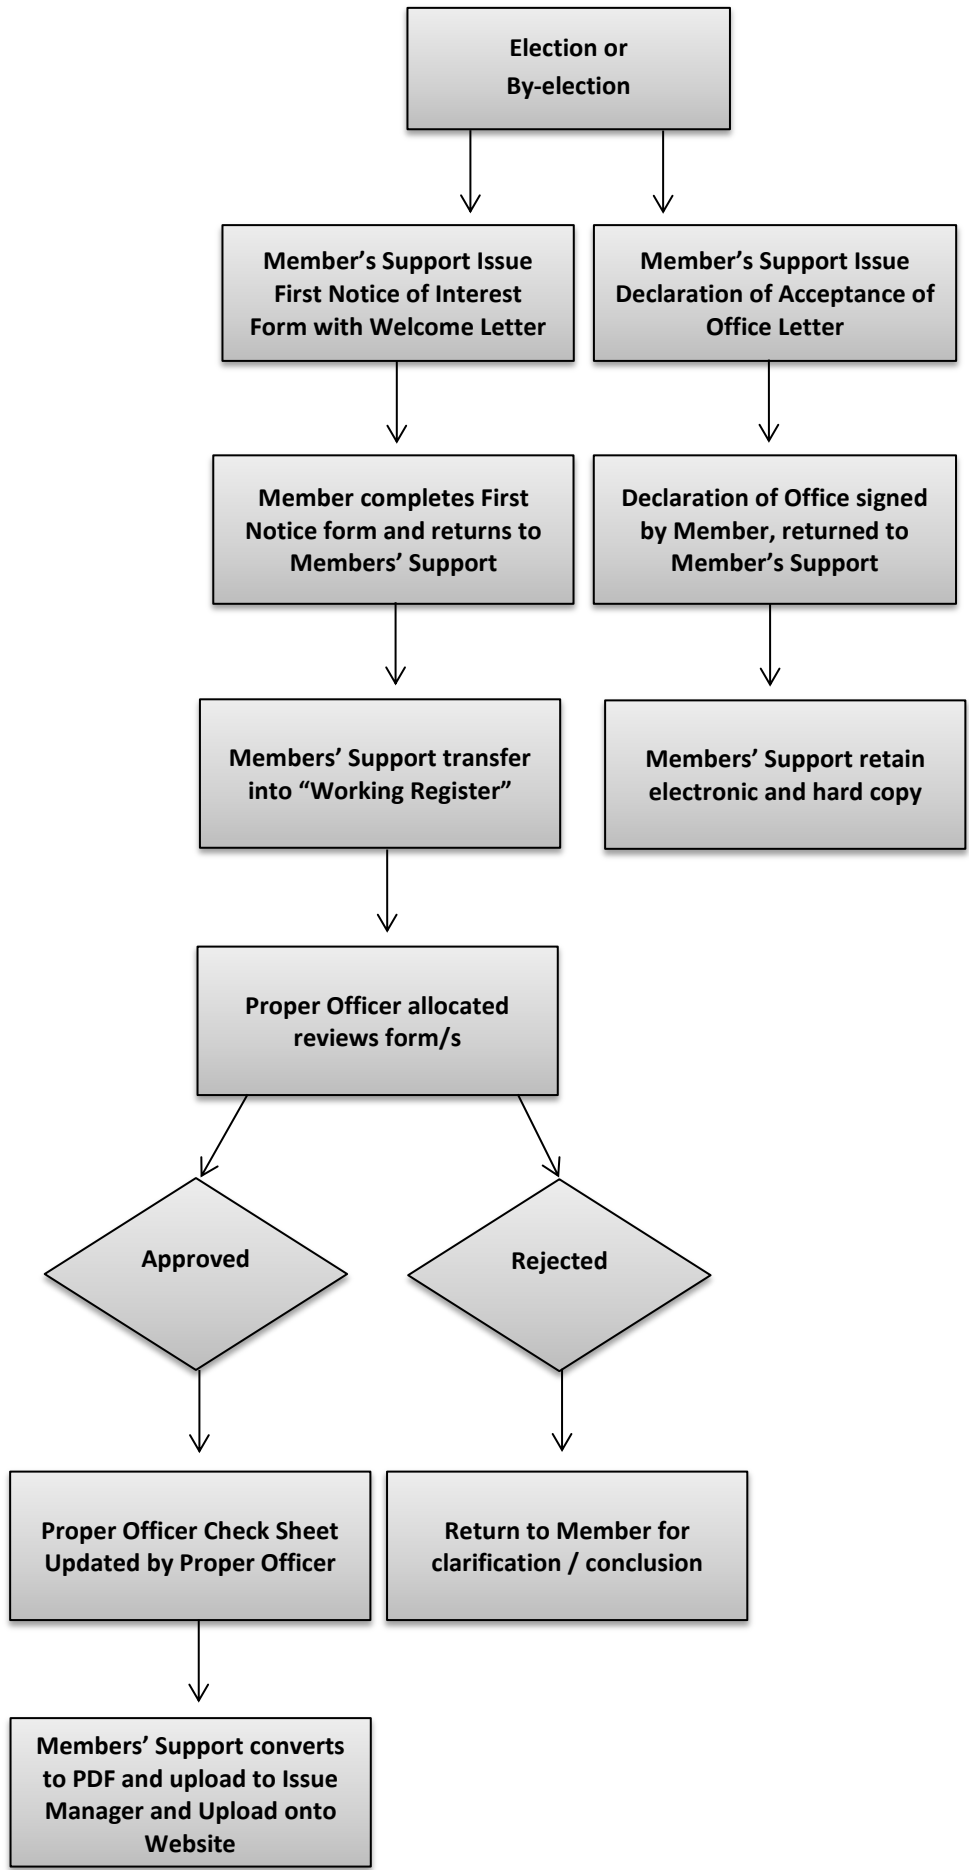 Election or
By-election
Member’s Support Issue
First Notice of Interest
Form with Welcome Letter
Member’s Support Issue
Declaration of Acceptance of
Office Letter
Member completes First
Notice form and returns to
Members’ Support
Declaration of Office signed
by Member, returned to
Member’s Support
Members’ Support transfer
into “Working Register”
Members’ Support retain
electronic and hard copy
Proper Officer allocated
reviews form/s
Approved
Rejected
Proper Officer Check Sheet
Updated by Proper Officer
Return to Member for
clarification / conclusion
Members’ Support converts
to PDF and upload to Issue
Manager and Upload onto
Website